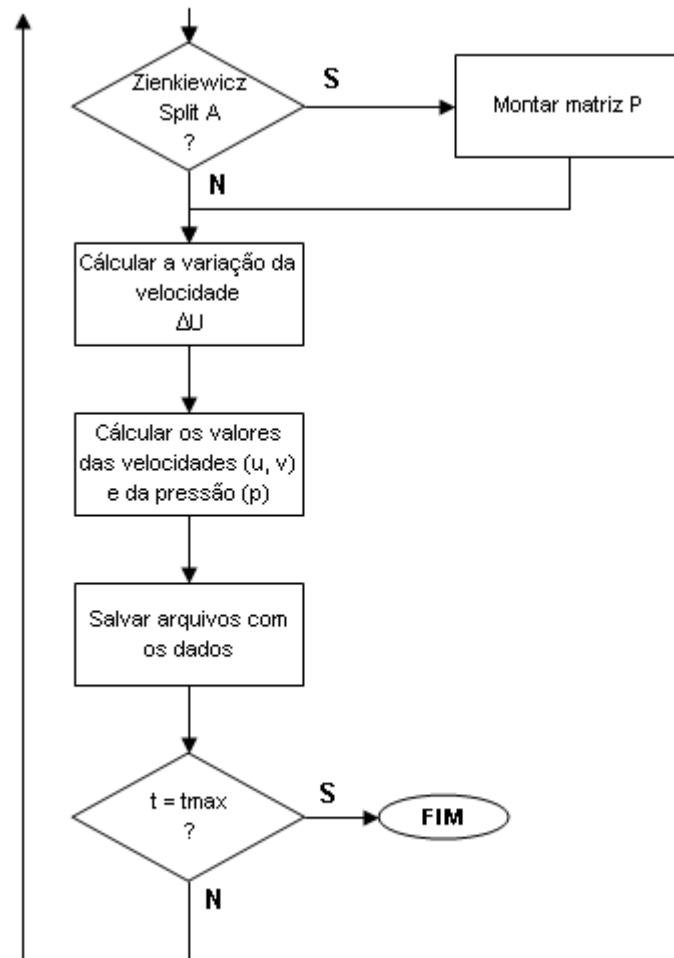 Zienkiewicz
Split A
?
S
Montar matriz P
N
Cálcular a variação da
velocidade
ΔU
Cálcular os valores
das velocidades (u, v)
e da pressão (p)
Salvar arquivos com
os dados
t = tmax
?
S
FIM
N